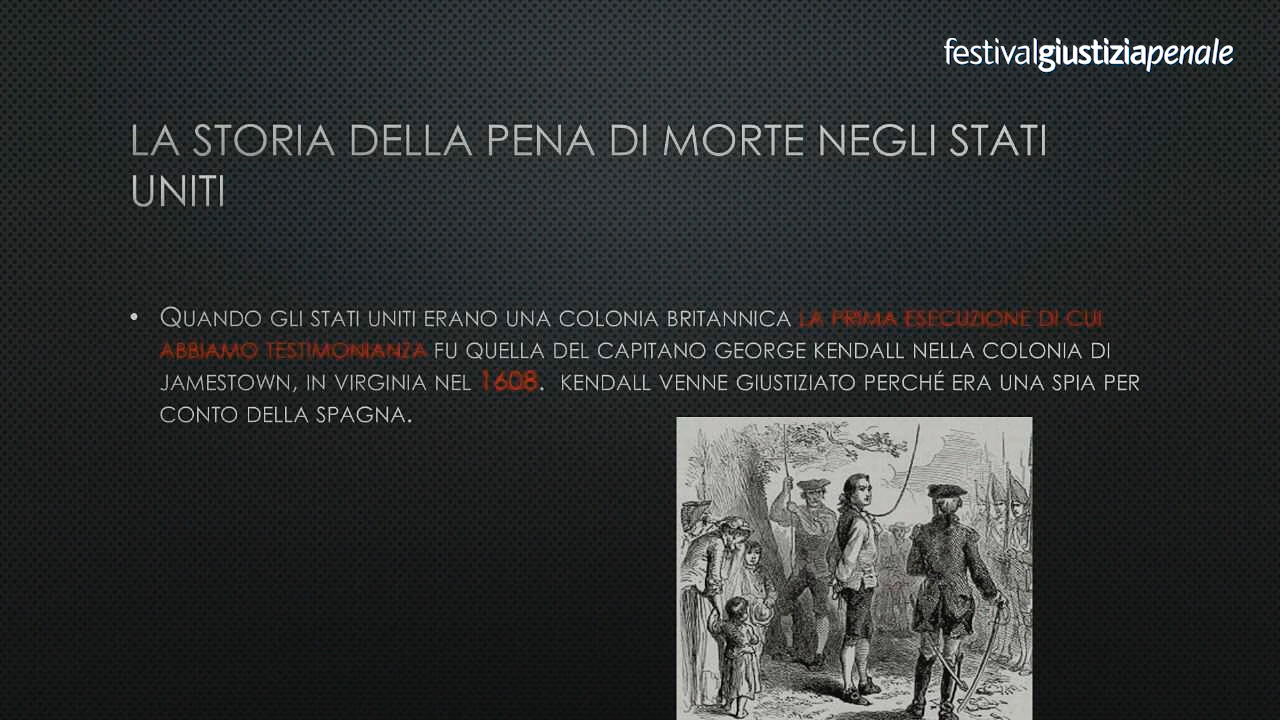 festivalgiustiziapenale
LA STORIA DELLA PENA DI MORTE NEGLI STATI
UNITI
• QUANDO GLI STATI UNITI ERANO UNA COLONIA BRITANNICA LA PRIMA ESECUZIONE DI CUI
ABBIAMO TESTIMONIANZA FU QUELLA DEL CAPITANO GEORGE KENDALL NELLA COLONIA DI
JAMESTOWN, IN VIRGINIA NEL 1608. KENDALL VENNE GIUSTIZIATO PERCHÉ ERA UNA SPIA PER
CONTO DELLA SPAGNA.